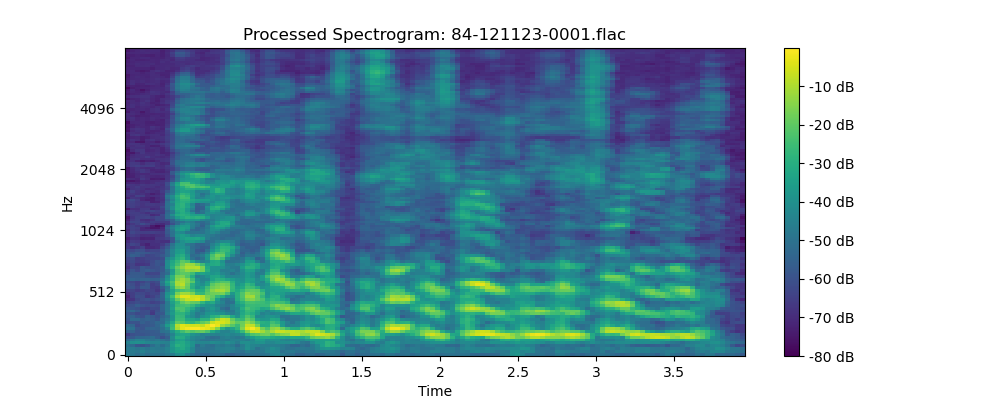 Processed Spectrogram: 84-121123-0001.flac
Hz
4096
2048
1024
512
0
0 0.5 1 1.5 2 2.5 3 3.5
Time
-10 dB
-20 dB
-30 dB
-40 dB
-50 dB
-60 dB
-70 dB
-80 dB